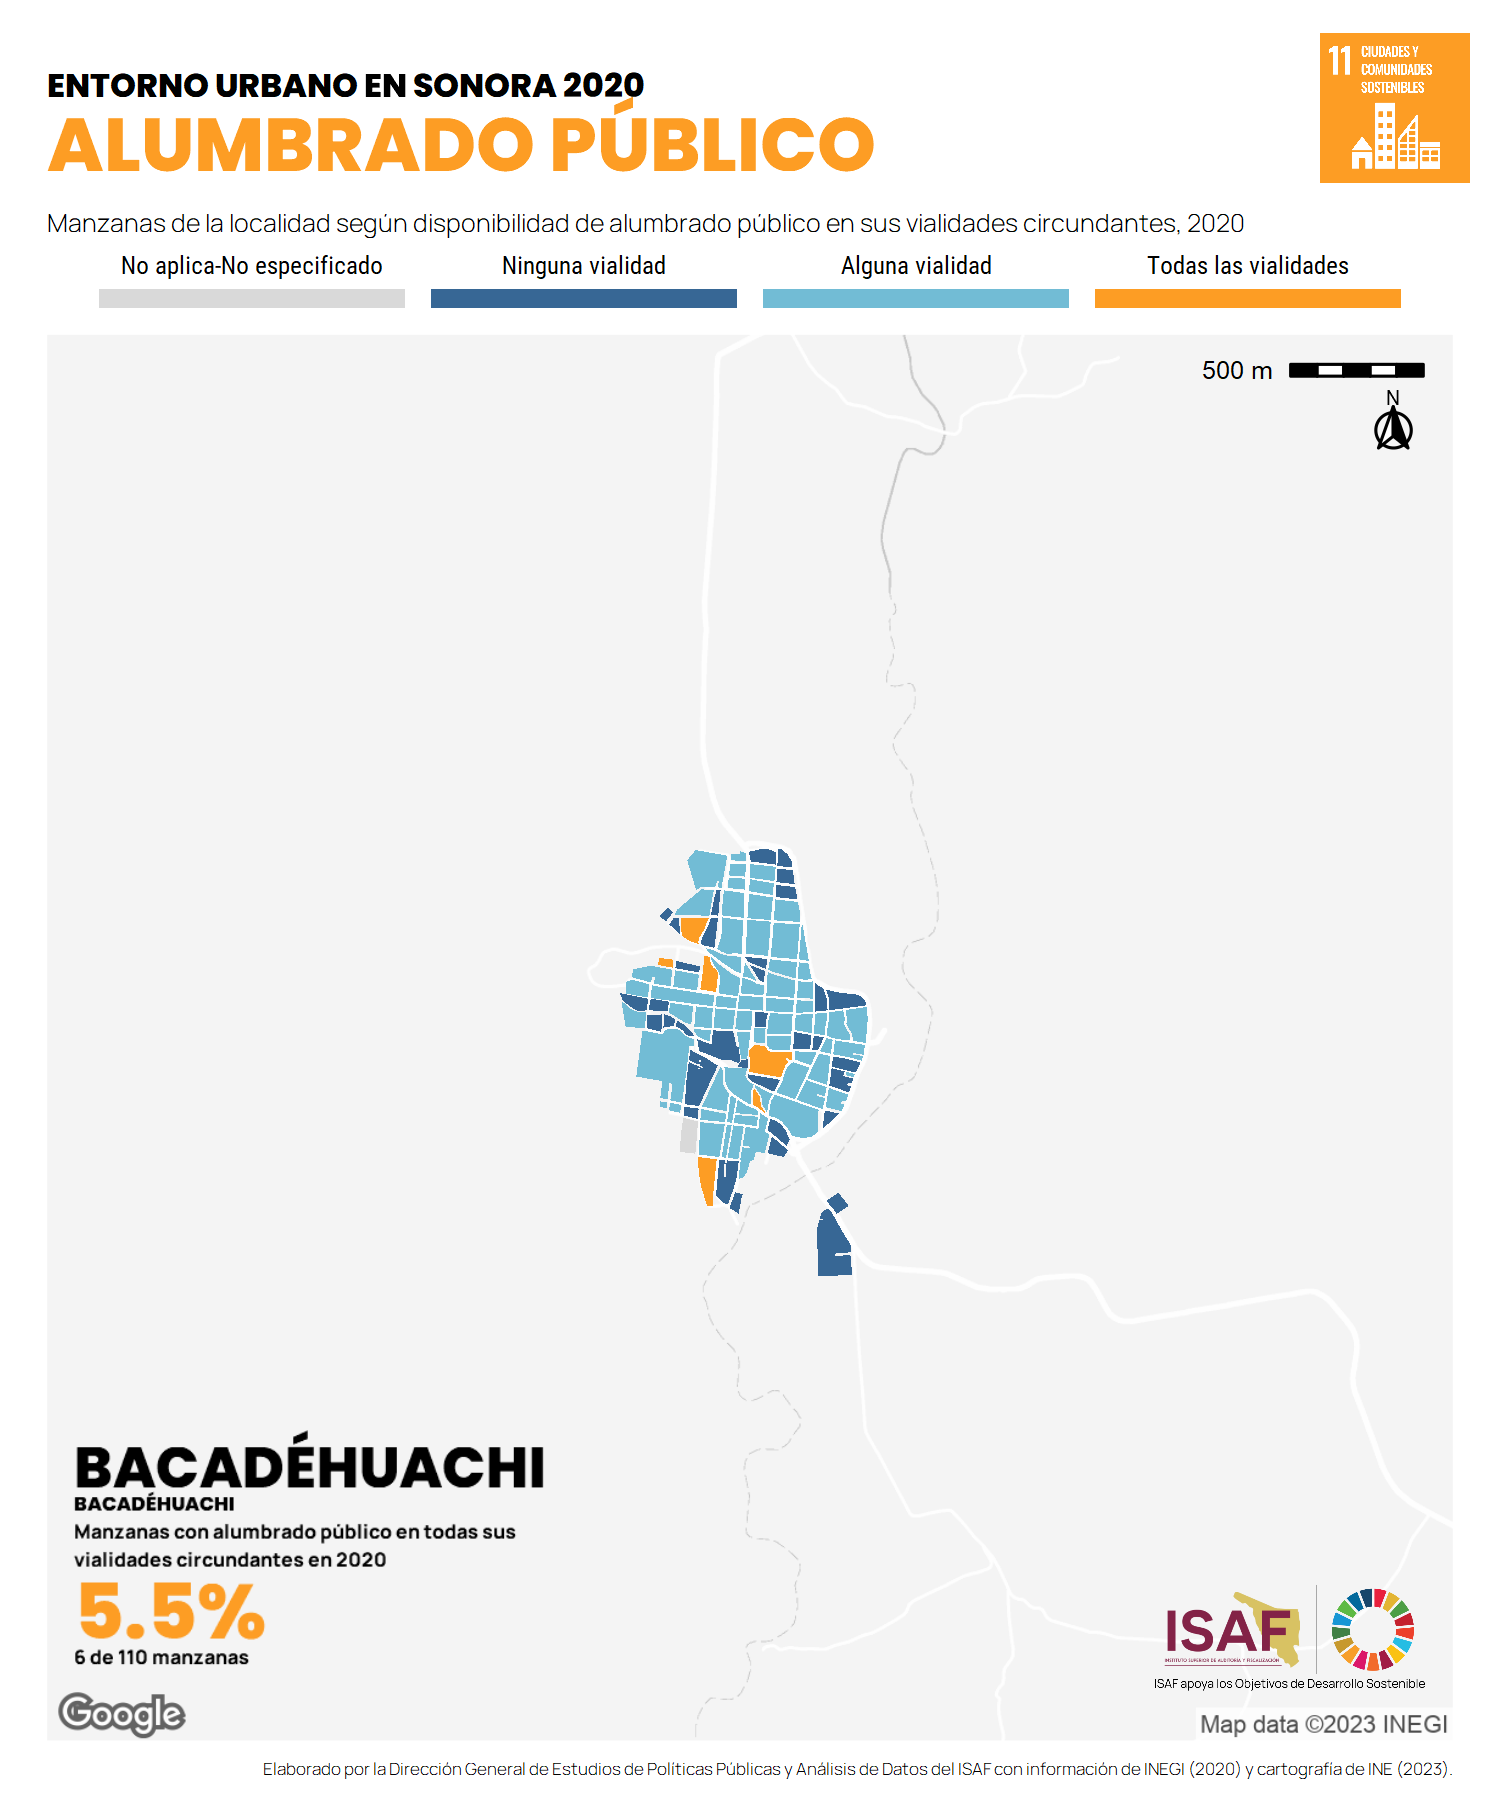 ENTORNO URBANO EN SONORA 2020
ALUMBRADO PÚBLICO
11 CIUDADES Y
COMUNIDADES
SOSTENIBLES
Manzanas de la localidad según disponibilidad de alumbrado público en sus vialidades circundantes, 2020
No aplica-No especificado
Ninguna vialidad
Alguna vialidad
Todas las vialidades
500 m
N
BACADÉHUACHI
BACADÉHUACHI
Manzanas con alumbrado público en todas sus
vialidades circundantes en 2020
5.5%
6 de 110 manzanas
Google
ISAF
INSTITUTO SUPERIOR DE AUDITORÍA Y FISCALIZACIÓN
ISAF apoya los Objetivos de Desarrollo Sostenible
Map data ©2023 INEGI
Elaborado por la Dirección General de Estudios de Políticas Públicas y Análisis de Datos del ISAF con información de INEGI (2020) y cartografía de INE (2023).